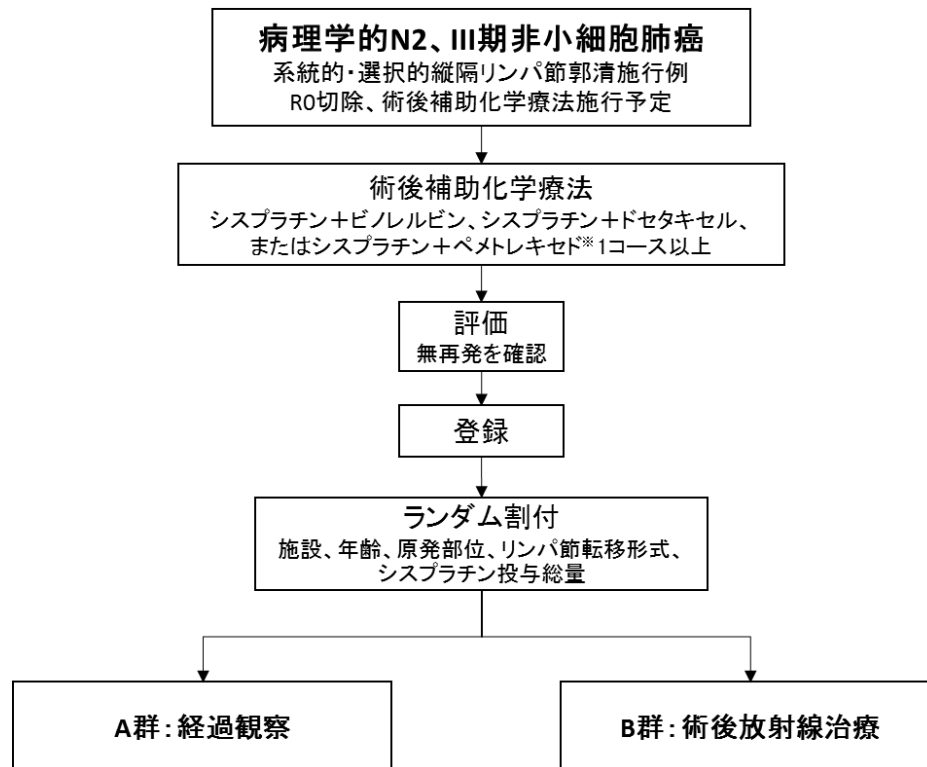 病理学的N2、III期非小細胞肺癌
系統的・選択的縦隔リンパ節郭清施行例
R0切除、術後補助化学療法施行予定
術後補助化学療法
シスプラチン＋ビノレルビン、シスプラチン＋ドセタキセル、
またはシスプラチン＋ペメトレキセド※1コース以上
評価
無再発を確認
登録
ランダム割付
施設、年齢、原発部位、リンパ節転移形式、
シスプラチン投与総量
A群：経過観察
B群：術後放射線治療